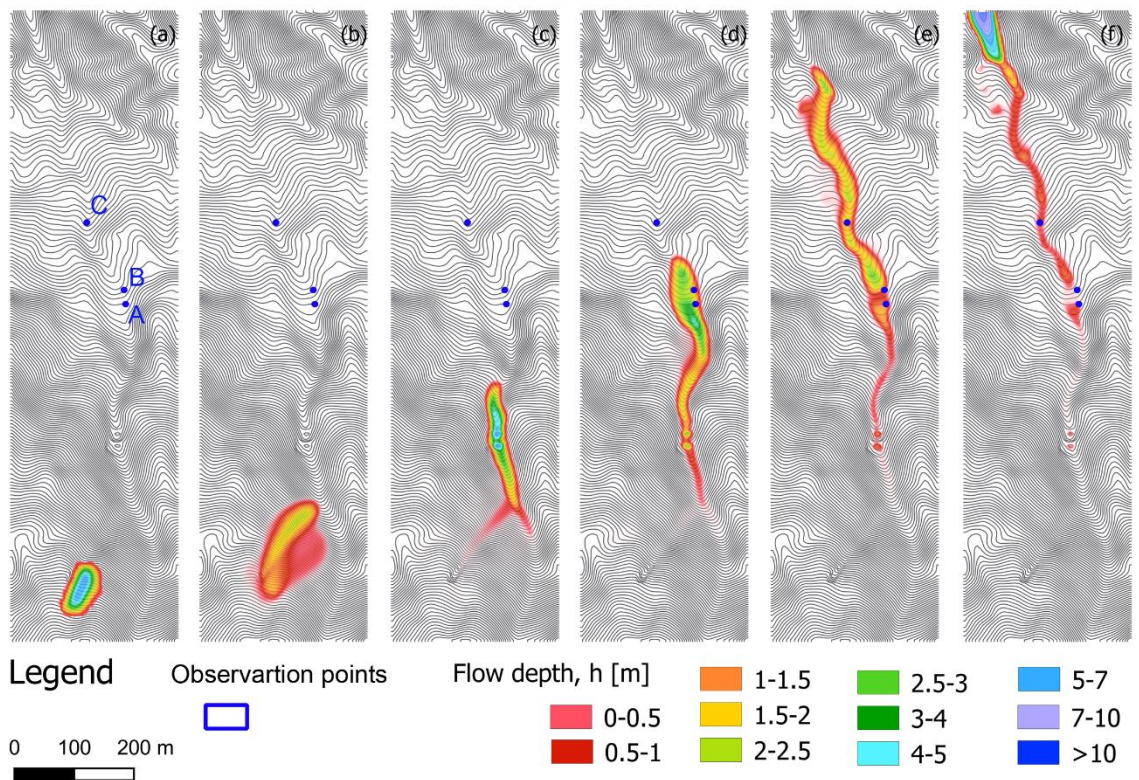 (a) (b) (c) (d) (e) (f)
C
B
A
Legend
Observartion points
Flow depth, h [m]
0-0.5
0.5-1
1-1.5
1.5-2
2-2.5
2.5-3
3-4
4-5
5-7
7-10
>10
0 100 200 m